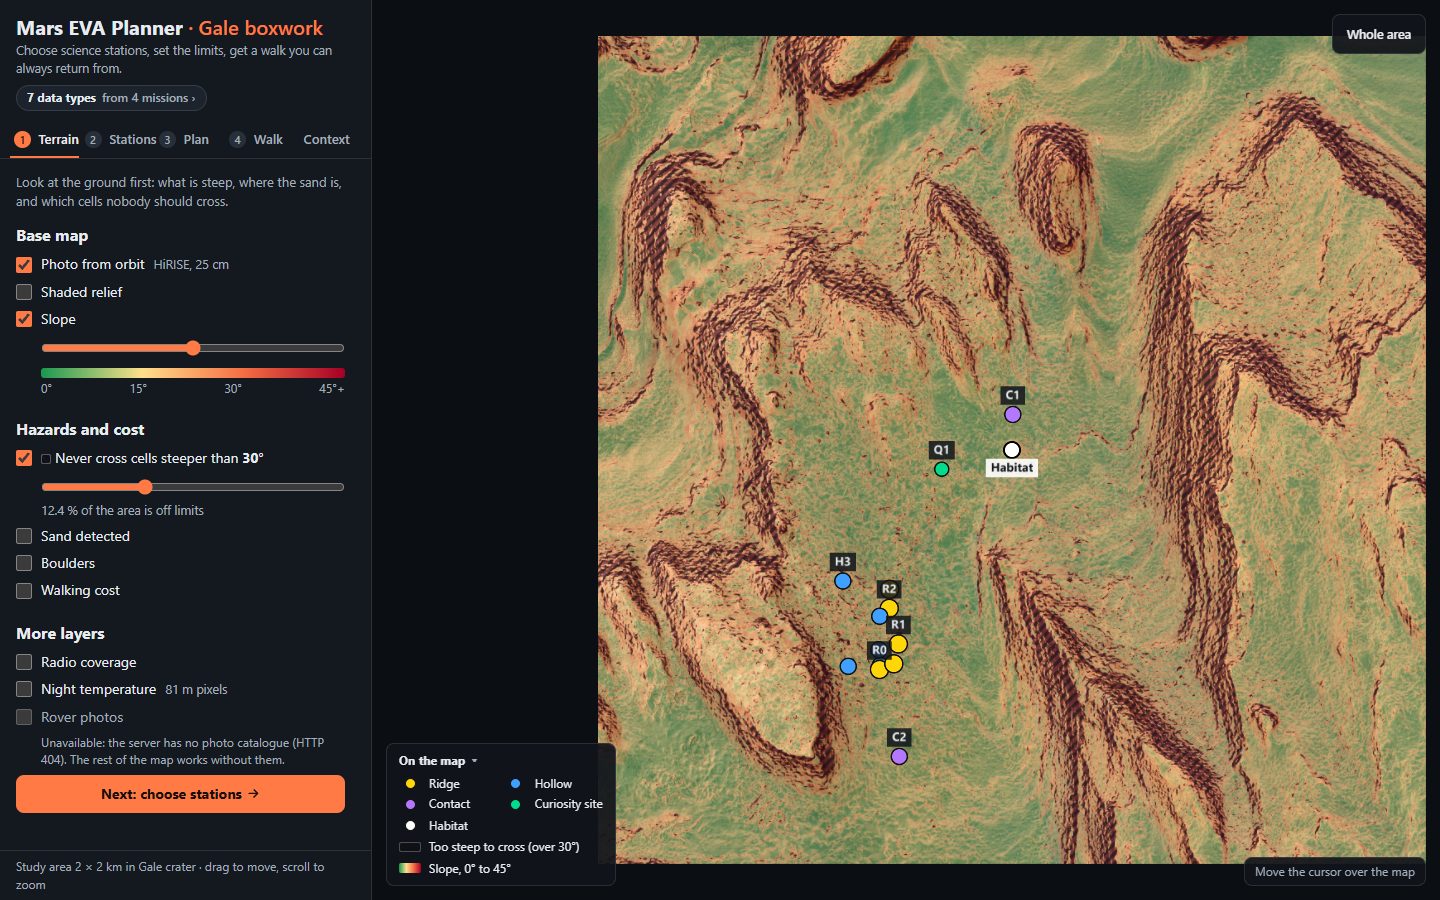 Mars EVA Planner · Gale boxwork
Choose science stations, set the limits, get a walk you can
always return from.
7 data types from 4 missions ›
1 Terrain 2 Stations 3 Plan 4 Walk Context
Look at the ground first: what is steep, where the sand is,
and which cells nobody should cross.
Base map
Photo from orbit HiRISE, 25 cm
Shaded relief
Slope
0° 15° 30° 45°+
Hazards and cost
Never cross cells steeper than 30°
12.4 % of the area is off limits
Sand detected
Boulders
Walking cost
More layers
Radio coverage
Night temperature 81 m pixels
Rover photos
Unavailable: the server has no photo catalogue (HTTP
404). The rest of the map works without them.
Next: choose stations →
Study area 2 × 2 km in Gale crater · drag to move, scroll to
zoom
Whole area
C1
Q1
Habitat
H3
R2
R1
R0
C2
On the map
Ridge Hollow
Contact Curiosity site
Habitat
Too steep to cross (over 30°)
Slope, 0° to 45°
Move the cursor over the map